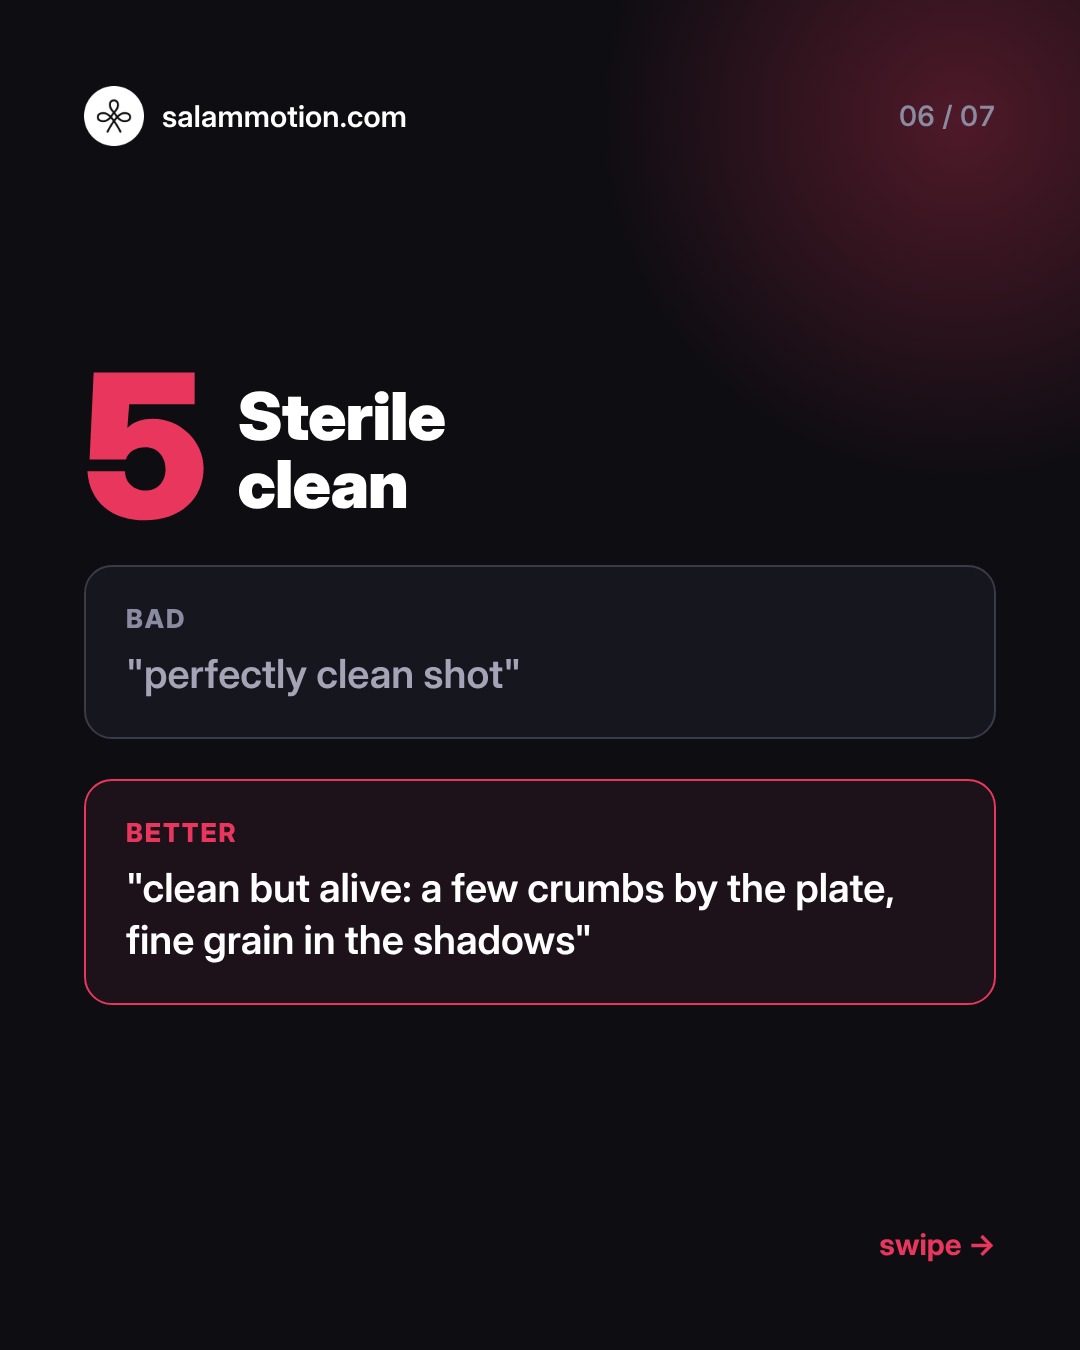 salammotion.com
06 / 07
5
Sterile
clean
BAD
"perfectly clean shot"
BETTER
"clean but alive: a few crumbs by the plate,
fine grain in the shadows"
swipe →